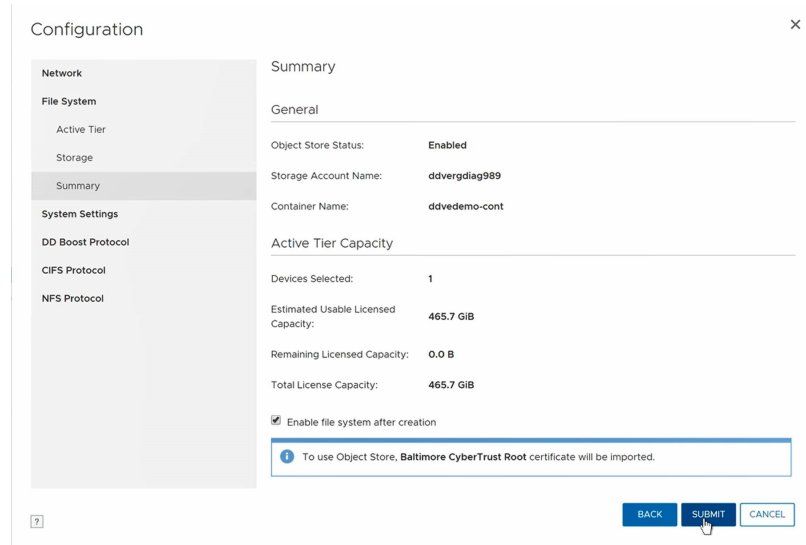 Configuration
Network
File System
Active Tier
Storage
Summary
System Settings
DD Boost Protocol
CIFS Protocol
NFS Protocol
?
Summary
General
Object Store Status: Enabled
Storage Account Name: ddvergdiag989
Container Name: ddvedemo-cont
Active Tier Capacity
Devices Selected: 1
Estimated Usable Licensed
Capacity: 465.7 GiB
Remaining Licensed Capacity: 0.0 B
Total License Capacity: 465.7 GiB
Enable file system after creation
To use Object Store, Baltimore CyberTrust Root certificate will be imported.
BACK SUBMIT CANCEL